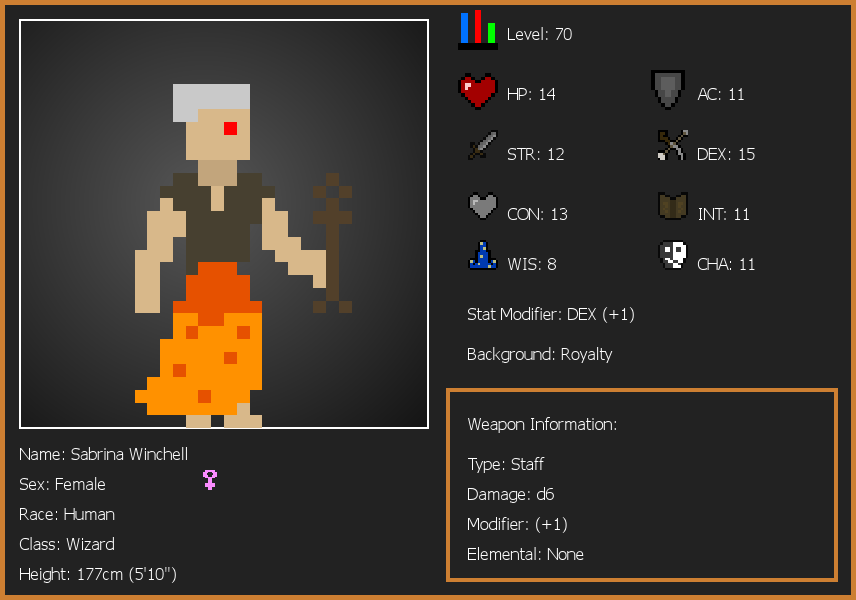 Level: 70
HP: 14
AC: 11
STR: 12
DEX: 15
CON: 13
INT: 11
WIS: 8
CHA: 11
Stat Modifier: DEX (+1)
Background: Royalty
Weapon Information:
Type: Staff
Damage: d6
Modifier: (+1)
Elemental: None
Name: Sabrina Winchell
Sex: Female
Race: Human
Class: Wizard
Height: 177cm (5'10")